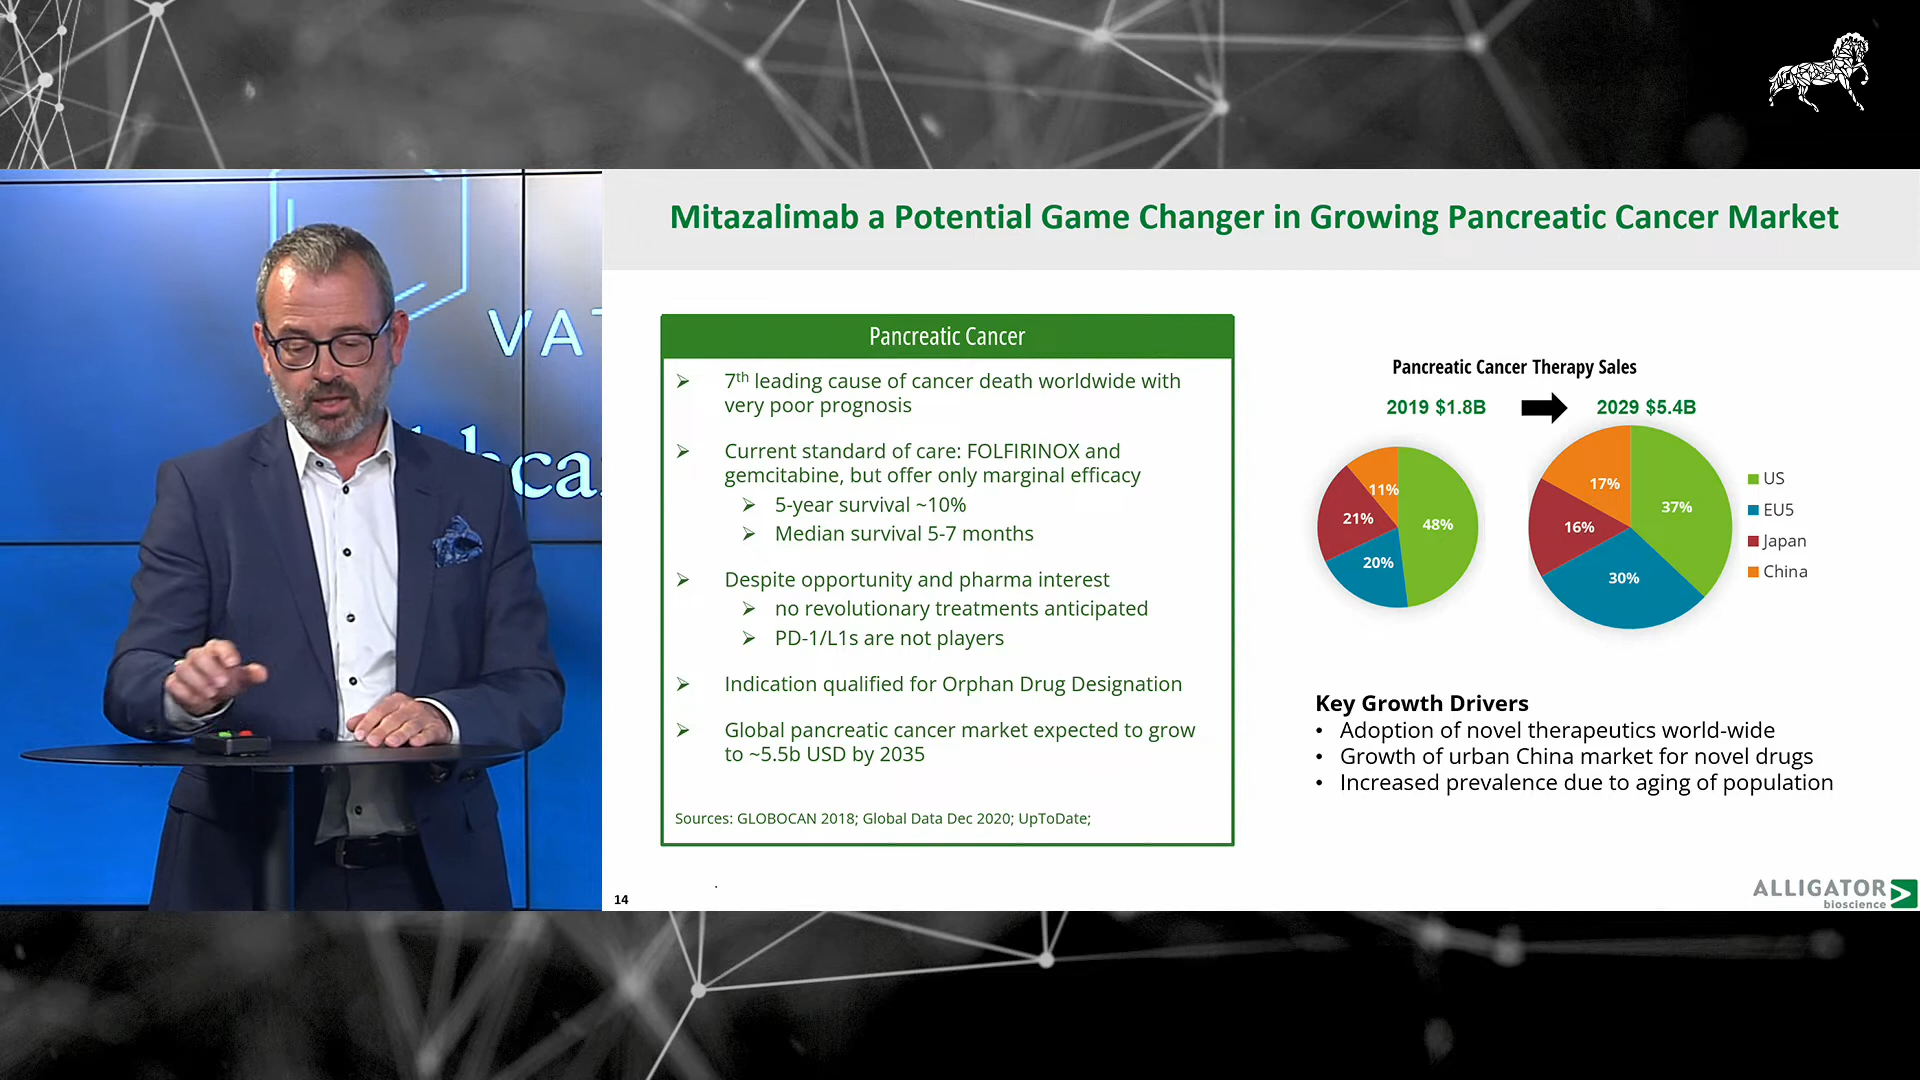 VA
ca
Mitazalimab a Potential Game Changer in Growing Pancreatic Cancer Market
Pancreatic Cancer
7th leading cause of cancer death worldwide with
very poor prognosis
Current standard of care: FOLFIRINOX and
gemcitabine, but offer only marginal efficacy
5-year survival ~10%
Median survival 5-7 months
Despite opportunity and pharma interest
no revolutionary treatments anticipated
PD-1/L1s are not players
Indication qualified for Orphan Drug Designation
Global pancreatic cancer market expected to grow
to ~5.5b USD by 2035
Sources: GLOBOCAN 2018; Global Data Dec 2020; UpToDate;
Pancreatic Cancer Therapy Sales
2019 $1.8B
2029 $5.4B
11%
21%
48%
20%
17%
37%
16%
30%
US
EU5
Japan
China
Key Growth Drivers
• Adoption of novel therapeutics world-wide
• Growth of urban China market for novel drugs
• Increased prevalence due to aging of population
14
ALLIGATOR
bioscience